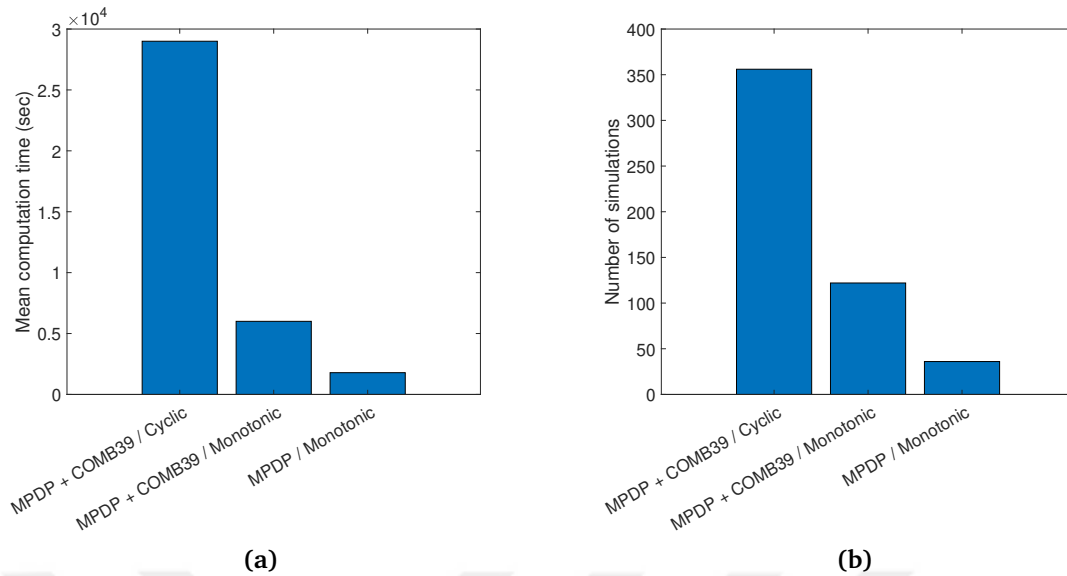 ×10⁴
3
2.5
2
1.5
1
0.5
0
Mean computation time (sec)
MPDP + COMB39 / Cyclic
MPDP + COMB39 / Monotonic
MPDP / Monotonic
(a)
400
350
300
250
200
150
100
50
0
Number of simulations
MPDP + COMB39 / Cyclic
MPDP + COMB39 / Monotonic
MPDP / Monotonic
(b)